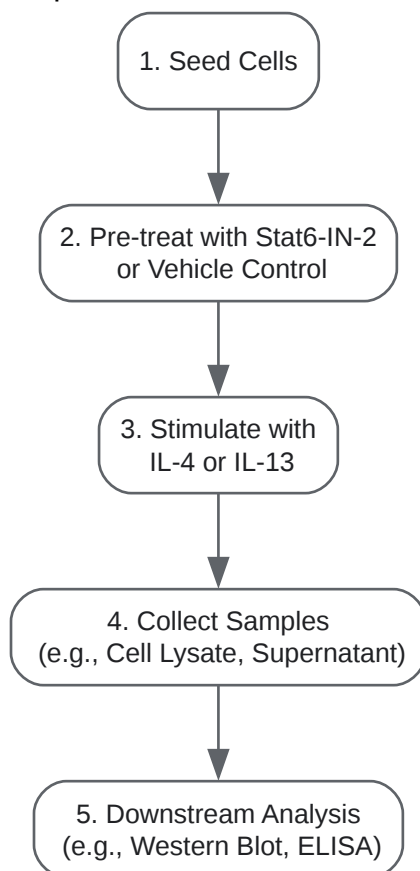 1. Seed Cells
2. Pre-treat with Stat6-IN-2
or Vehicle Control
3. Stimulate with
IL-4 or IL-13
4. Collect Samples
(e.g., Cell Lysate, Supernatant)
5. Downstream Analysis
(e.g., Western Blot, ELISA)